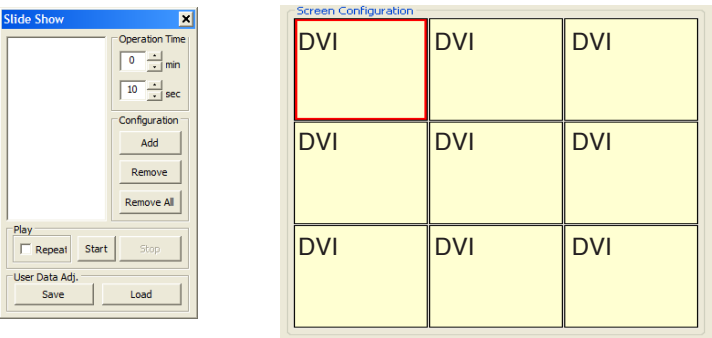 Slide Show
Operation Time
0 min
10 sec
Configuration
Add
Remove
Remove All
Play
Repeat Start Stop
User Data Adj.
Save Load
Screen Configuration
DVI DVI DVI
DVI DVI DVI
DVI DVI DVI